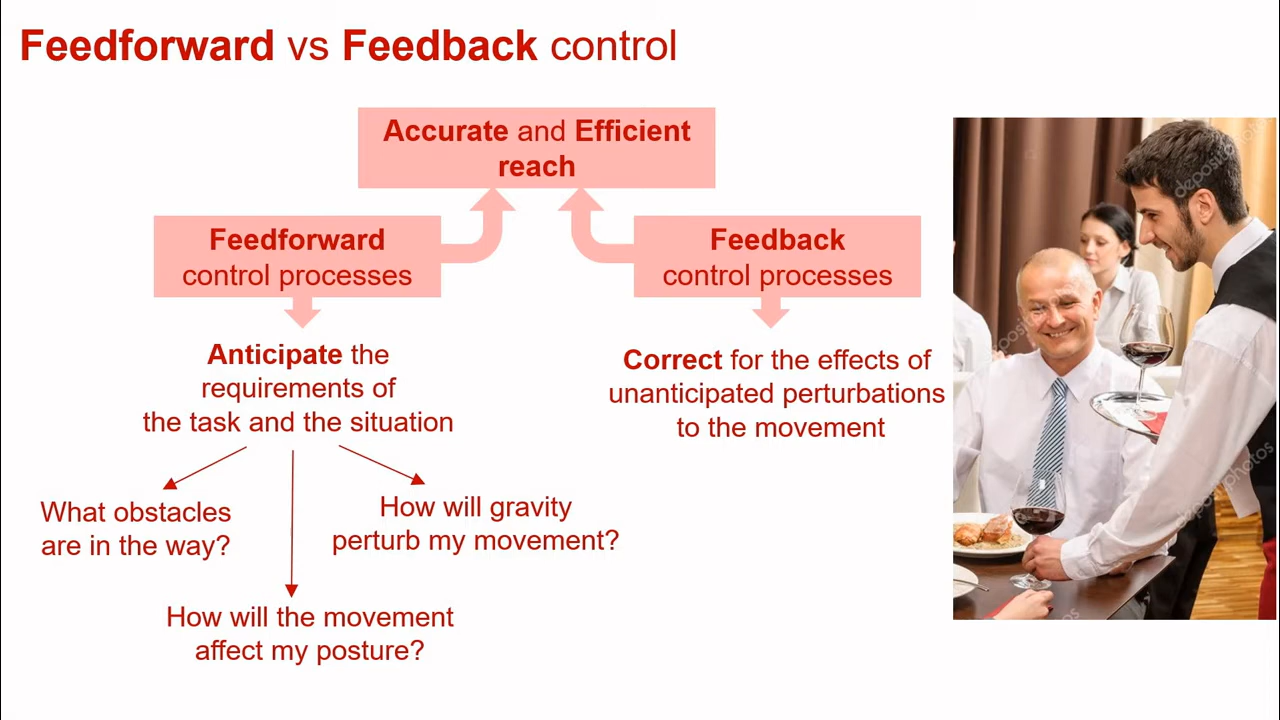 Feedforward vs Feedback control
Accurate and Efficient
reach
Feedforward
control processes
Feedback
control processes
Anticipate the
requirements of
the task and the situation
Correct for the effects of
unanticipated perturbations
to the movement
What obstacles
are in the way?
How will gravity
perturb my movement?
How will the movement
affect my posture?
depositphotos